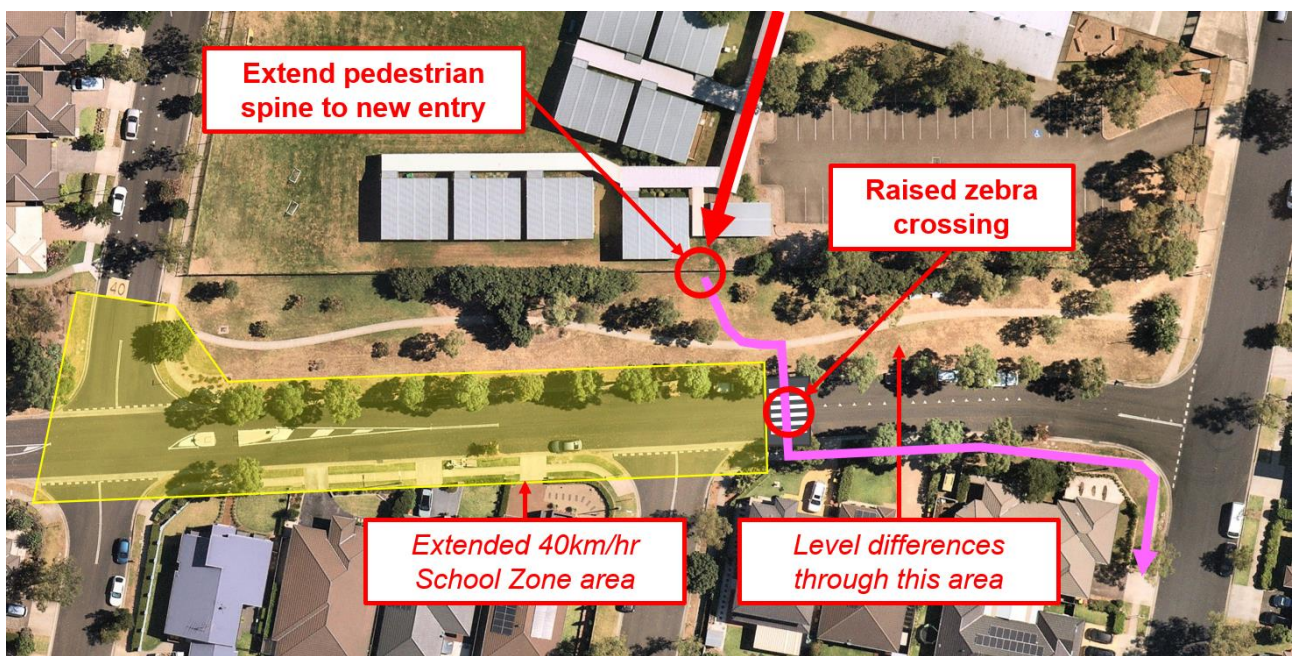 Extend pedestrian
spine to new entry
Raised zebra
crossing
40
Extended 40km/hr
School Zone area
Level differences
through this area